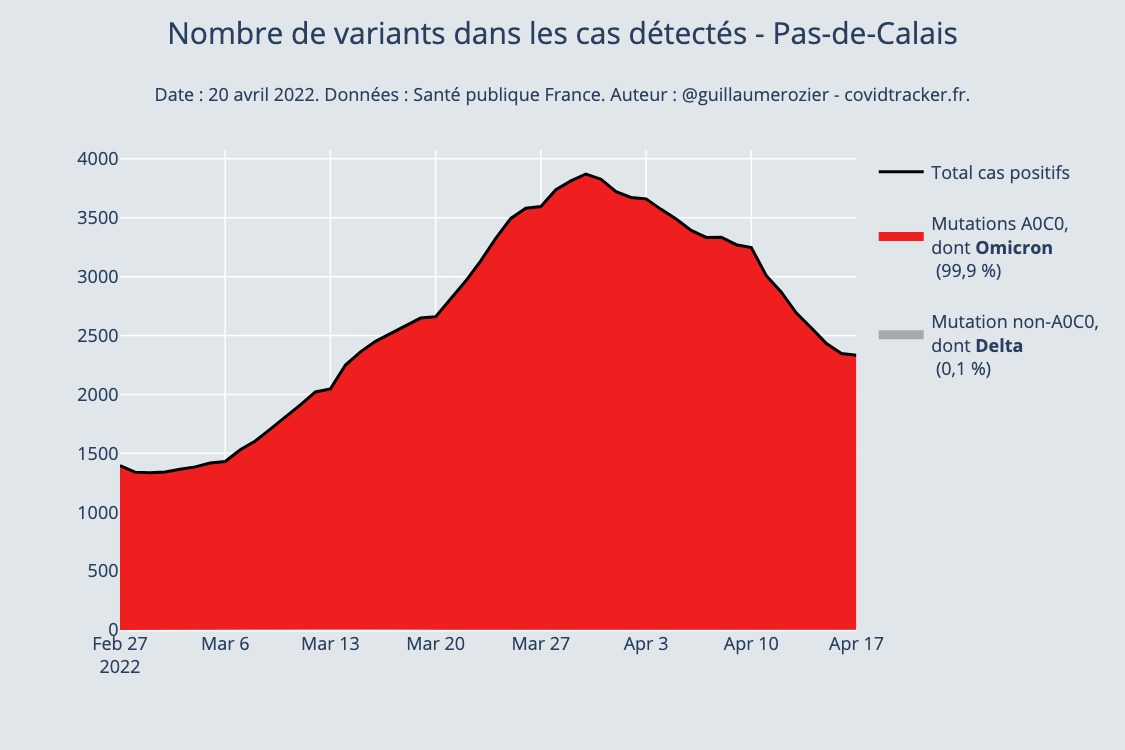 Nombre de variants dans les cas détectés - Pas-de-Calais
Date : 20 avril 2022. Données : Santé publique France. Auteur : @guillaumerozier - covidtracker.fr.
4000
3500
3000
2500
2000
1500
1000
500
0
Feb 27
2022
Mar 6
Mar 13
Mar 20
Mar 27
Apr 3
Apr 10
Apr 17
Total cas positifs
Mutations A0C0,
dont Omicron
(99,9 %)
Mutation non-A0C0,
dont Delta
(0,1 %)